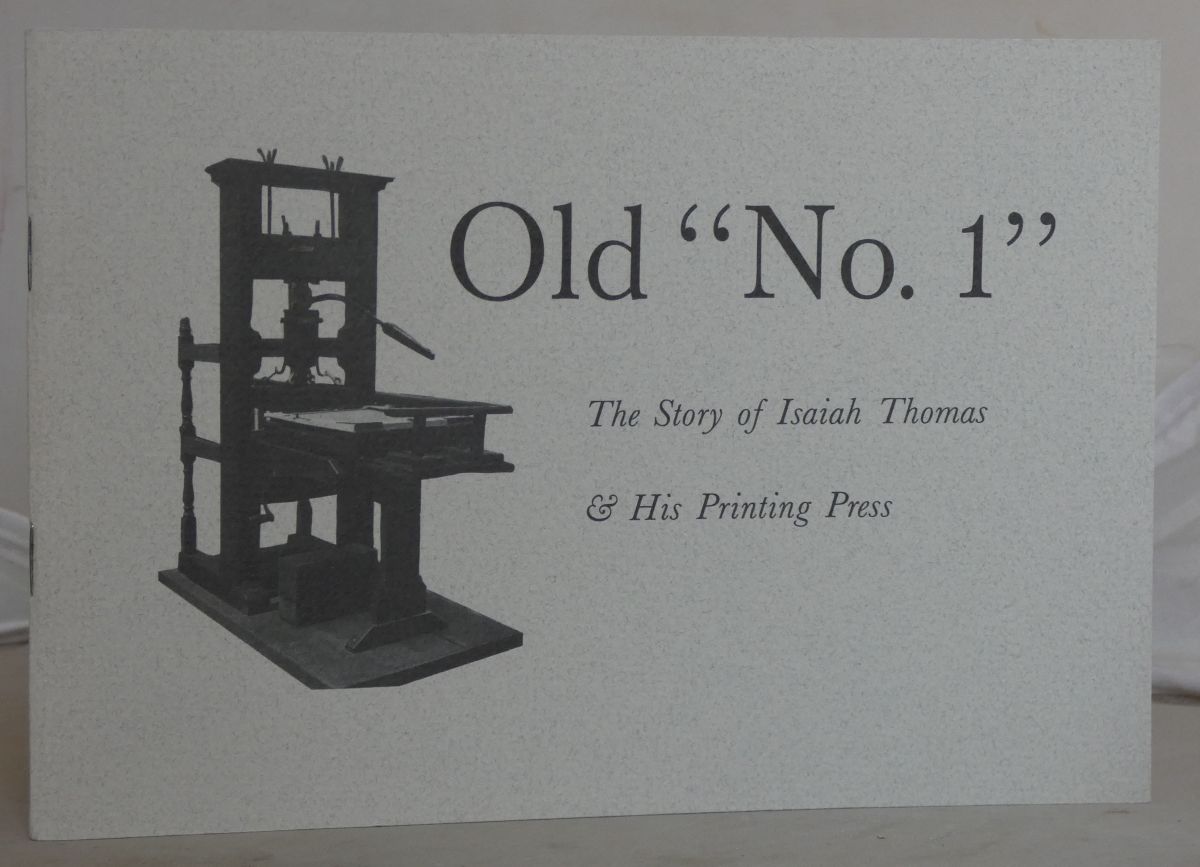 Old “No. 1”
The Story of Isaiah Thomas
& His Printing Press